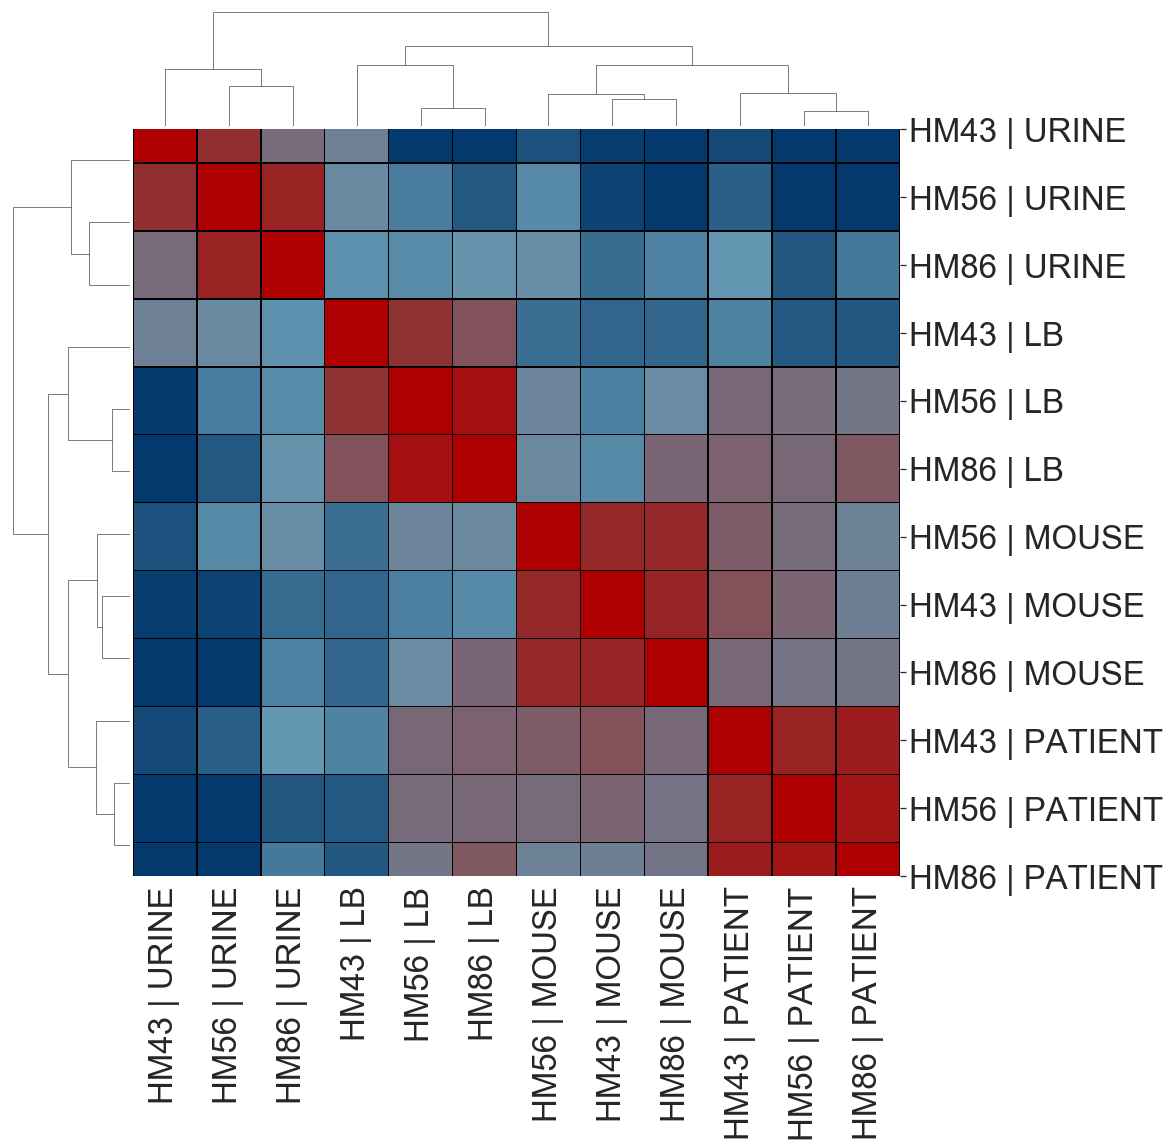 HM43 | URINE
HM56 | URINE
HM86 | URINE
HM43 | LB
HM56 | LB
HM86 | LB
HM56 | MOUSE
HM43 | MOUSE
HM86 | MOUSE
HM43 | PATIENT
HM56 | PATIENT
HM86 | PATIENT
HM43 | URINE
HM56 | URINE
HM86 | URINE
HM43 | LB
HM56 | LB
HM86 | LB
HM56 | MOUSE
HM43 | MOUSE
HM86 | MOUSE
HM43 | PATIENT
HM56 | PATIENT
HM86 | PATIENT